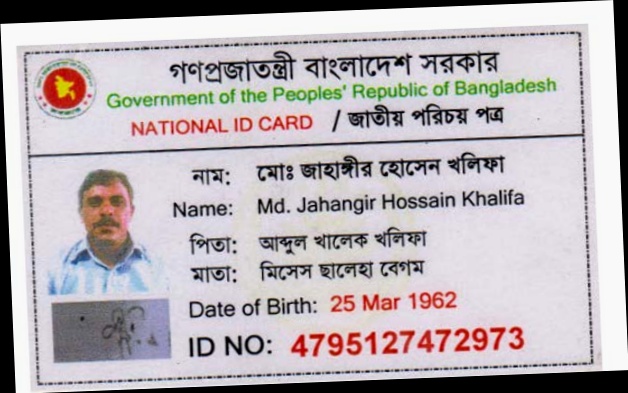 গণপ্রজাতন্ত্রী বাংলাদেশ সরকার
Government of the Peoples' Republic of Bangladesh
NATIONAL ID CARD / জাতীয় পরিচয় পত্র
নাম: মোঃ জাহাঙ্গীর হোসেন খলিফা
Name: Md. Jahangir Hossain Khalifa
পিতা: আব্দুল খালেক খলিফা
মাতা: মিসেস ছালেহা বেগম
Date of Birth: 25 Mar 1962
ID NO: 4795127472973